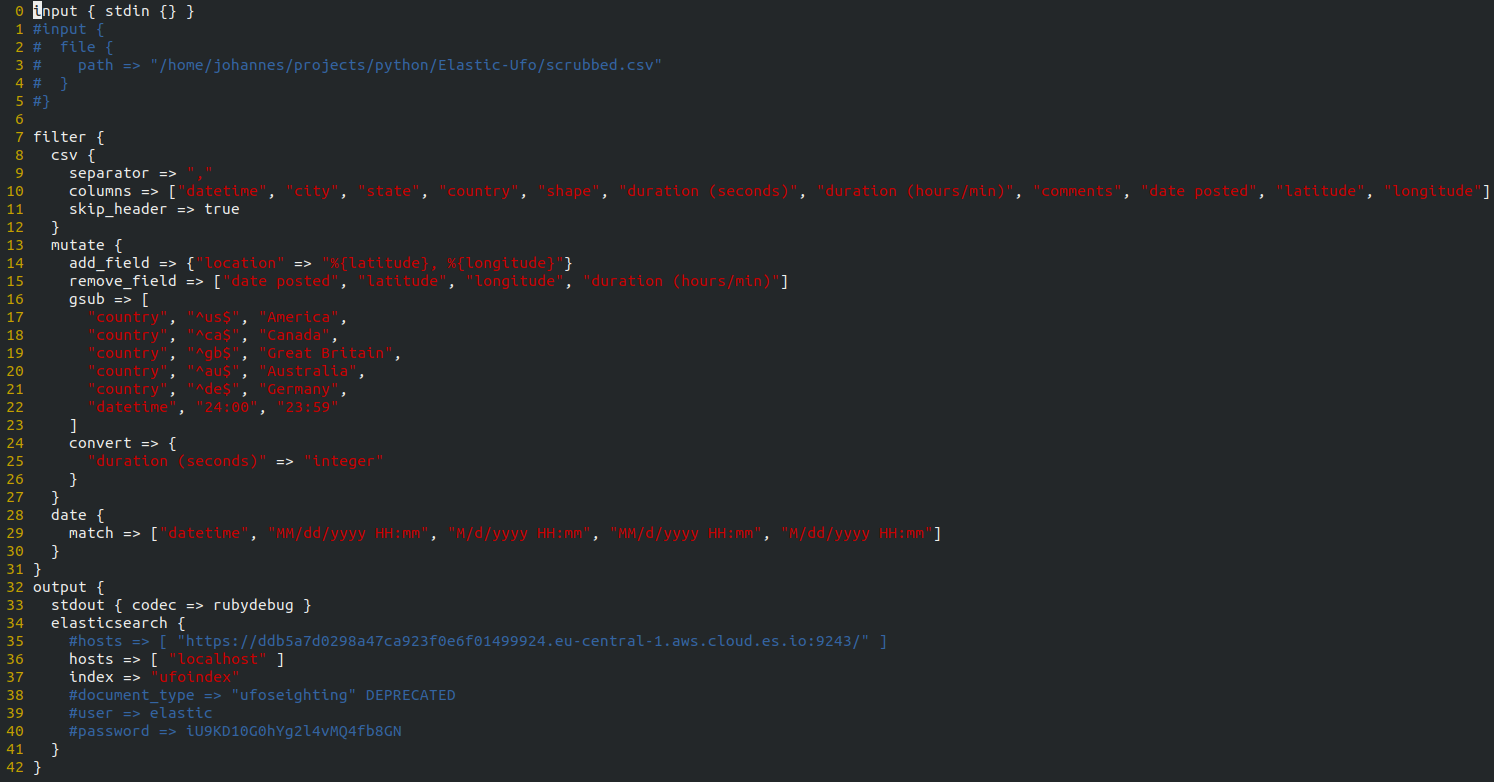 0 input { stdin {} }
1 #input {
2 #  file {
3 #    path => "/home/johannes/projects/python/Elastic-Ufo/scrubbed.csv"
4 #  }
5 #}
6
7 filter {
8   csv {
9     separator => ","
10     columns => ["datetime", "city", "state", "country", "shape", "duration (seconds)", "duration (hours/min)", "comments", "date posted", "latitude", "longitude"]
11     skip_header => true
12   }
13   mutate {
14     add_field => {"location" => "%{latitude}, %{longitude}"}
15     remove_field => ["date posted", "latitude", "longitude", "duration (hours/min)"]
16     gsub => [
17       "country", "^us$", "America",
18       "country", "^ca$", "Canada",
19       "country", "^gb$", "Great Britain",
20       "country", "^au$", "Australia",
21       "country", "^de$", "Germany",
22       "datetime", "24:00", "23:59"
23     ]
24     convert => {
25       "duration (seconds)" => "integer"
26     }
27   }
28   date {
29     match => ["datetime", "MM/dd/yyyy HH:mm", "M/d/yyyy HH:mm", "MM/d/yyyy HH:mm", "M/dd/yyyy HH:mm"]
30   }
31 }
32 output {
33   stdout { codec => rubydebug }
34   elasticsearch {
35     #hosts => [ "https://ddb5a7d0298a47ca923f0e6f01499924.eu-central-1.aws.cloud.es.io:9243/" ]
36     hosts => [ "localhost" ]
37     index => "ufoindex"
38     #document_type => "ufoseighting" DEPRECATED
39     #user => elastic
40     #password => iU9KD10G0hYg2l4vMQ4fb8GN
41   }
42 }